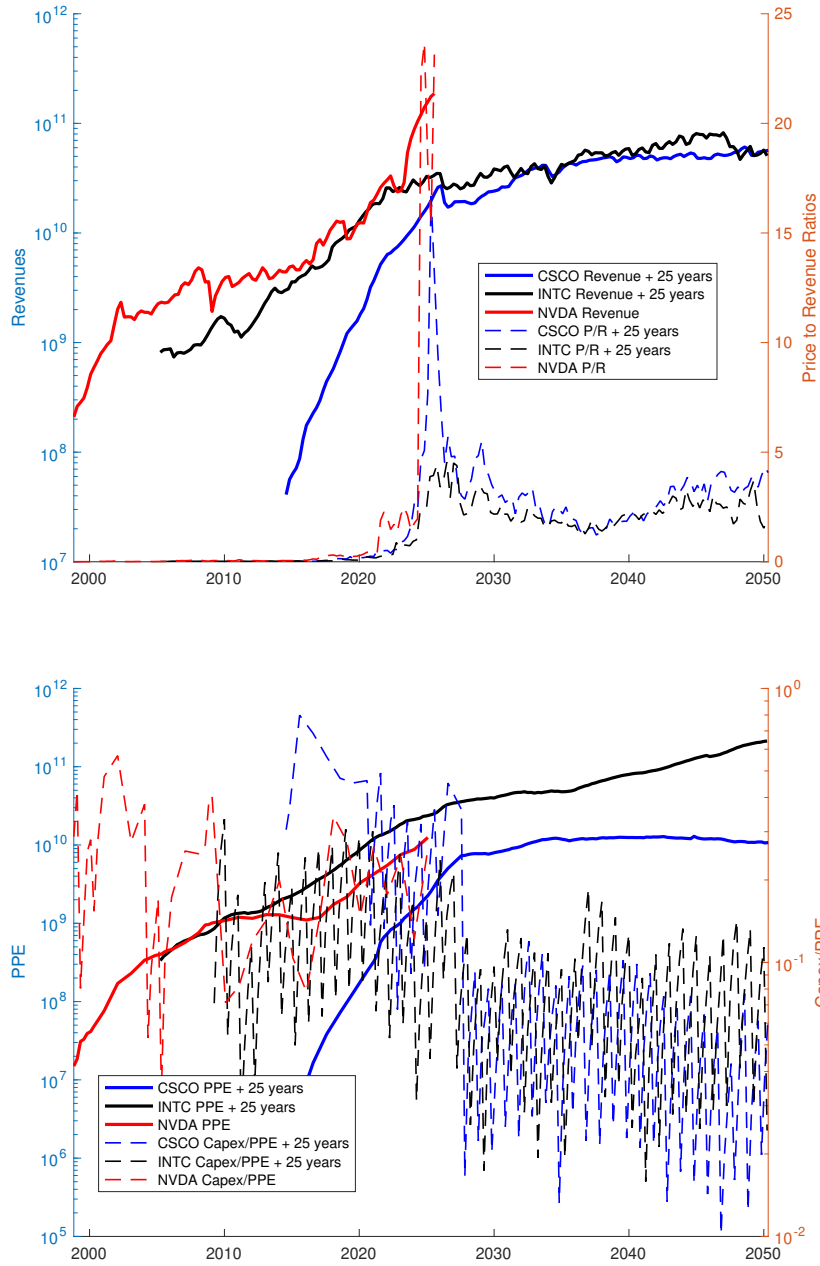 10^12
10^11
10^10
10^9
10^8
10^7
Revenues
25
20
15
10
5
0
Price to Revenue Ratios
CSCO Revenue + 25 years
INTC Revenue + 25 years
NVDA Revenue
CSCO P/R + 25 years
INTC P/R + 25 years
NVDA P/R
2000 2010 2020 2030 2040 2050
10^12
10^11
10^10
10^9
10^8
10^7
10^6
10^5
PPE
10^0
10^-1
10^-2
Capex/PPE
CSCO PPE + 25 years
INTC PPE + 25 years
NVDA PPE
CSCO Capex/PPE + 25 years
INTC Capex/PPE + 25 years
NVDA Capex/PPE
2000 2010 2020 2030 2040 2050